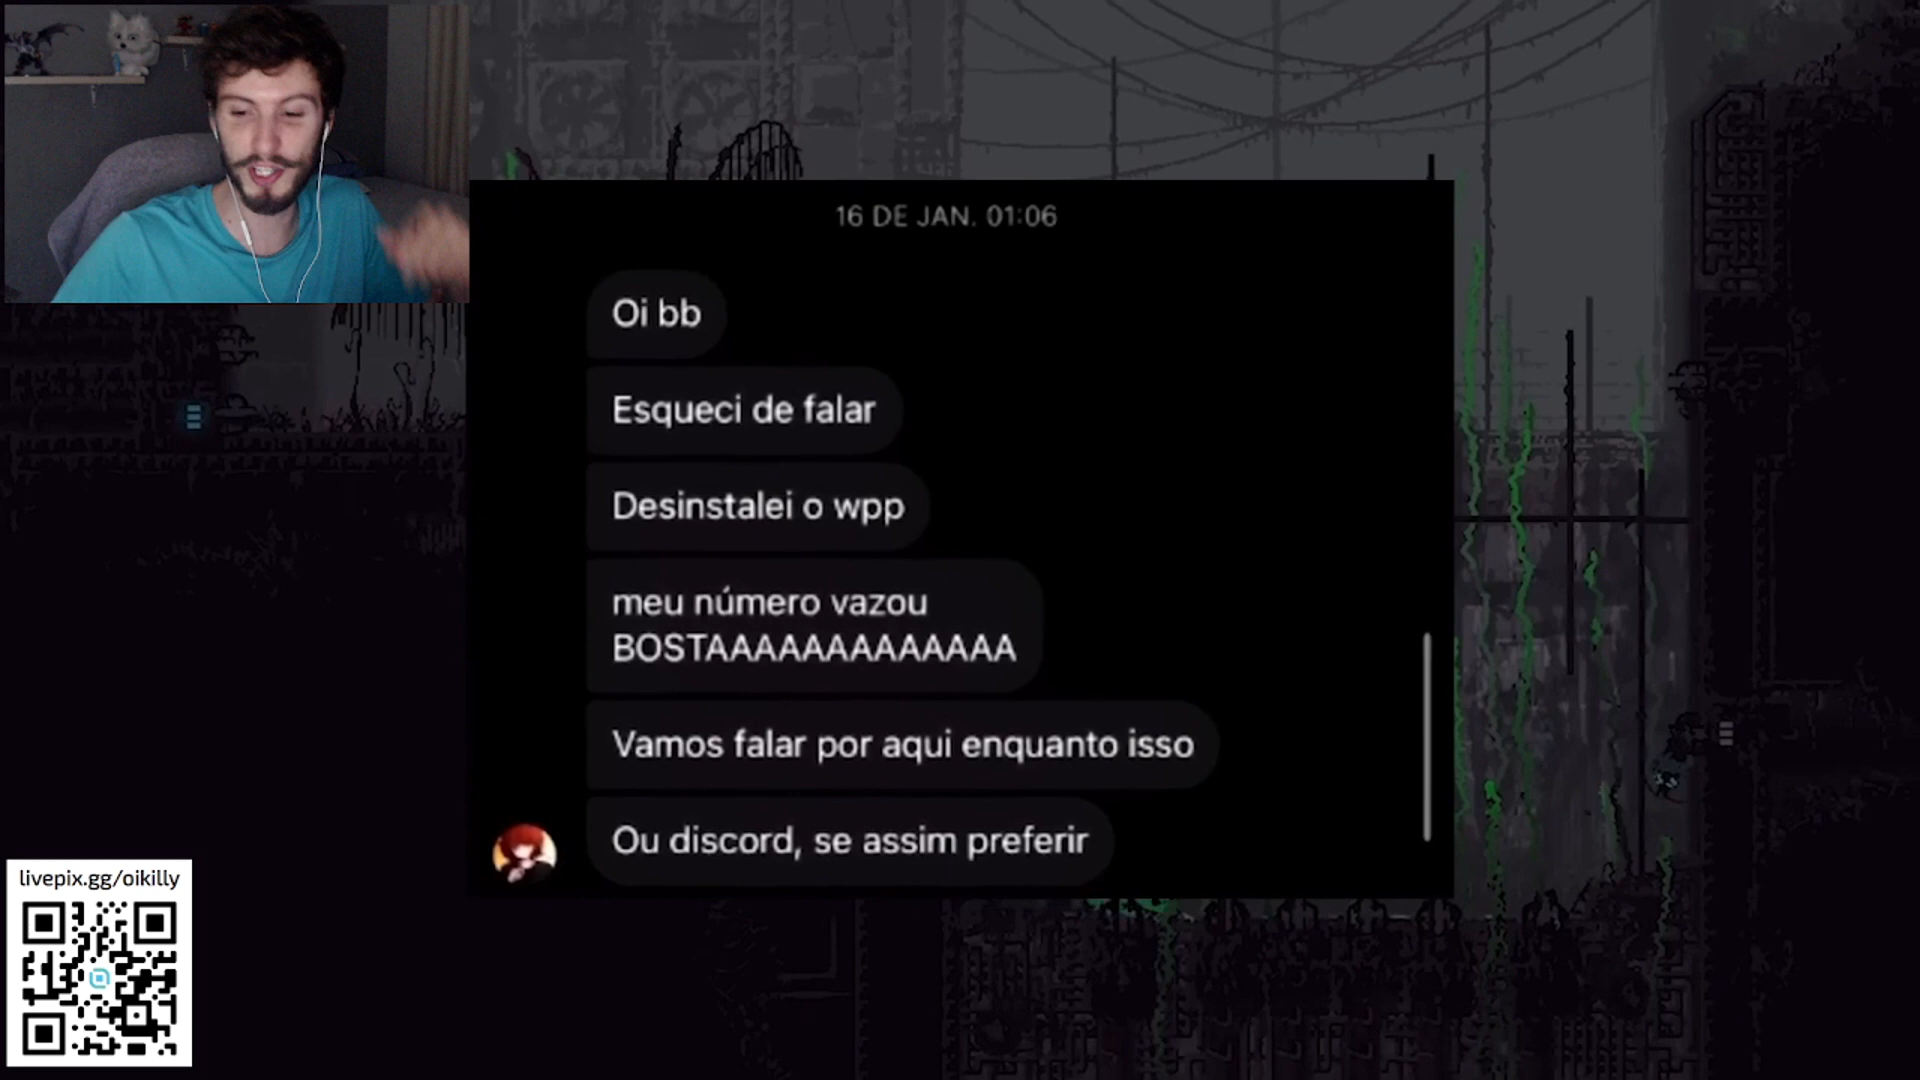 16 DE JAN. 01:06
Oi bb
Esqueci de falar
Desinstalei o wpp
meu número vazou
BOSTAAAAAAAAAAAAA
Vamos falar por aqui enquanto isso
Ou discord, se assim preferir
livepix.gg/oikilly